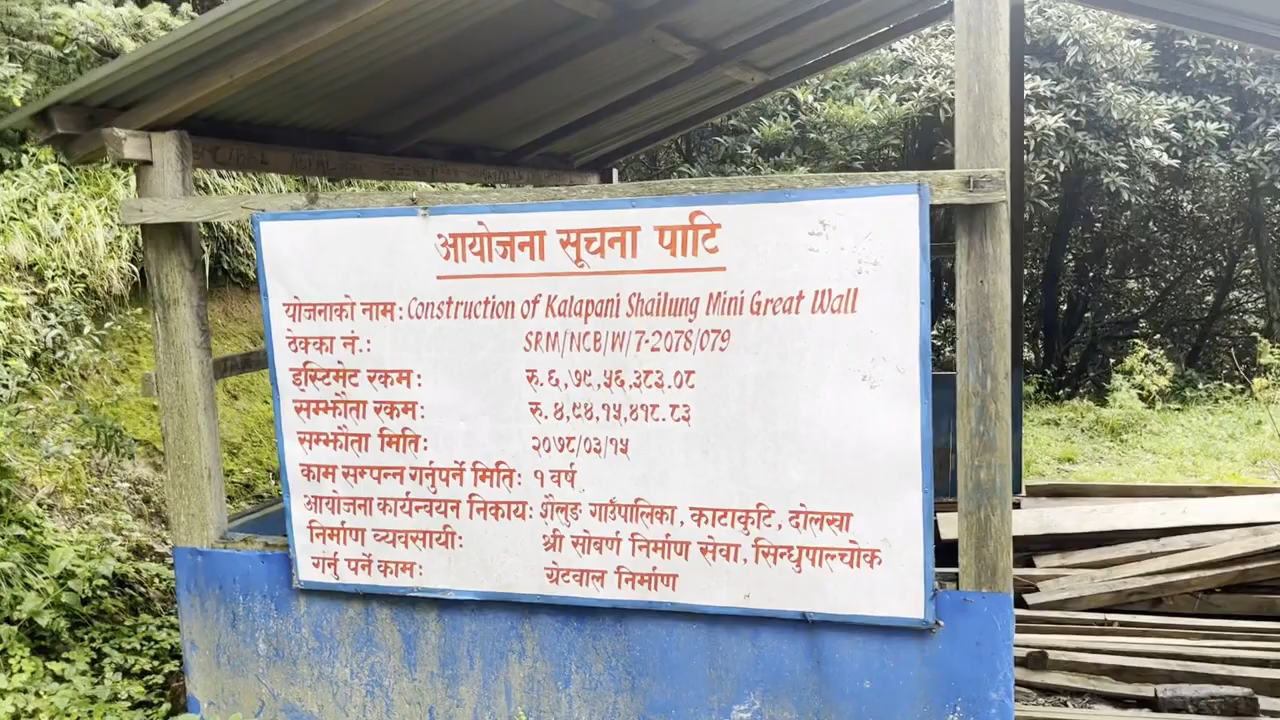 आयोजना सूचना पाटि
योजनाको नाम: Construction of Kalapani Shailung Mini Great Wall
ठेक्का नं.: SRM/NCB/W/7-2078/079
इस्टिमेट रकम: रु.६,७९,५६,३८३.०८
सम्झौता रकम: रु.४,९४,१५,४१८.८३
सम्झौता मिति: २०७८/०३/१५
काम सम्पन्न गर्नुपर्ने मिति: १ वर्ष
आयोजना कार्यन्वयन निकाय: शैलुङ गाउँपालिका, काटाकुटि, दोलखा
निर्माण व्यवसायी: श्री सोबर्ण निर्माण सेवा, सिन्धुपाल्चोक
गर्नु पर्ने काम: ग्रेटवाल निर्माण